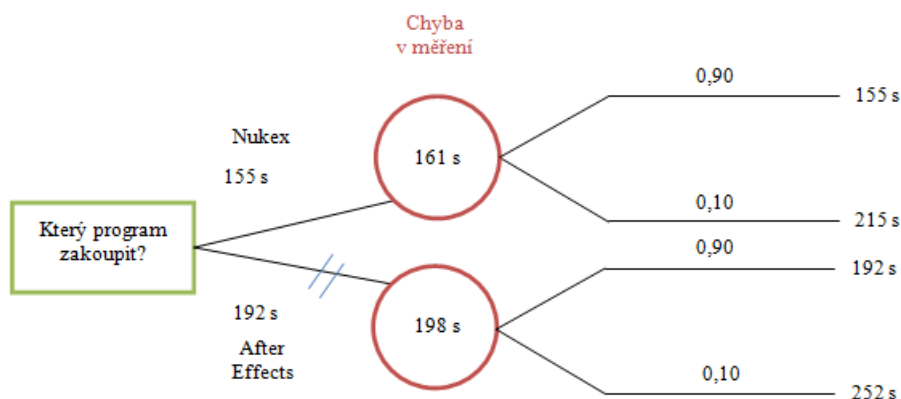 Chyba
v měření
0,90
155 s
Nukex
155 s
161 s
0,10
215 s
Který program
zakoupit?
0,90
192 s
192 s
After
Effects
198 s
0,10
252 s